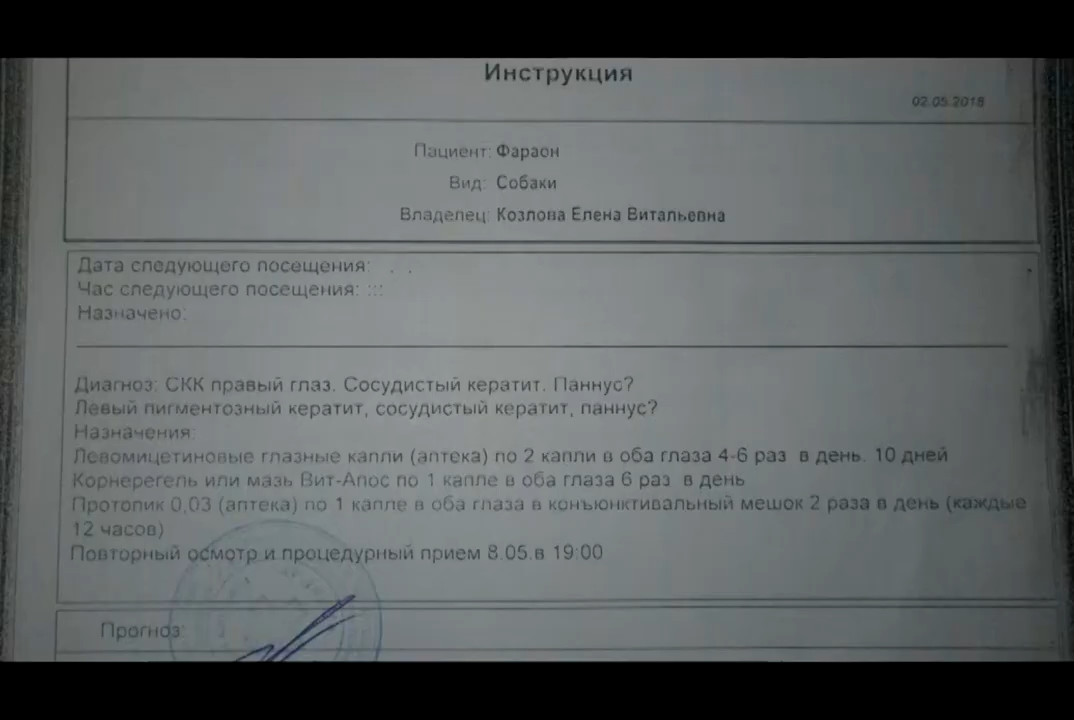 Инструкция
02.05.2018
Пациент: Фараон
Вид: Собаки
Владелец: Козлова Елена Витальевна
Дата следующего посещения: . .
Час следующего посещения: :::
Назначено:
Диагноз: СКК правый глаз. Сосудистый кератит. Паннус?
Левый пигментозный кератит, сосудистый кератит, паннус?
Назначения:
Левомицетиновые глазные капли (аптека) по 2 капли в оба глаза 4-6 раз в день. 10 дней
Корнерегель или мазь Вит-Апос по 1 капле в оба глаза 6 раз в день
Протопик 0,03 (аптека) по 1 капле в оба глаза в конъюнктивальный мешок 2 раза в день (каждые
12 часов)
Повторный осмотр и процедурный прием 8.05.в 19:00
Прогноз: